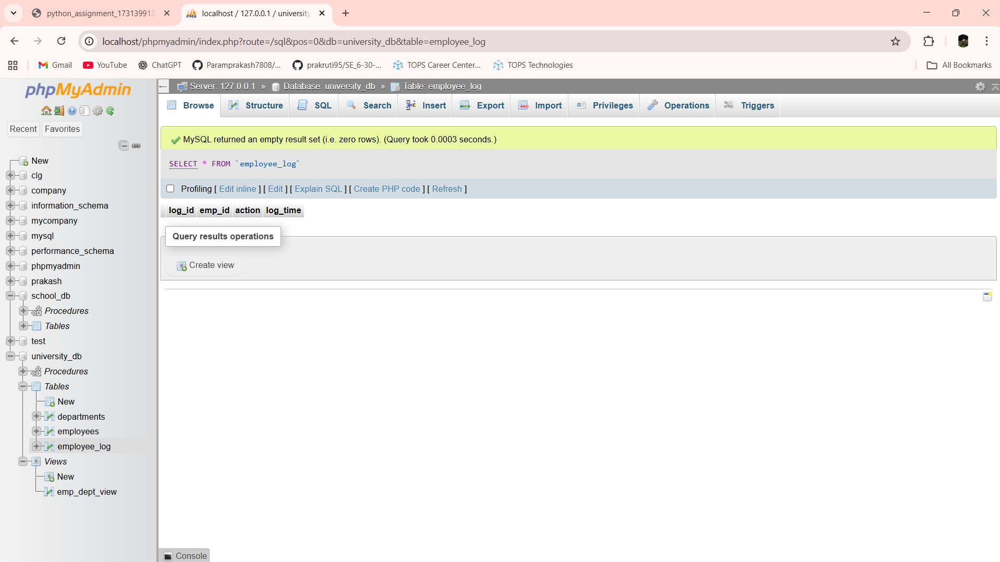 python_assignment_173139913
localhost / 127.0.0.1 / university
localhost/phpmyadmin/index.php?route=/sql&pos=0&db=university_db&table=employee_log
Gmail
YouTube
ChatGPT
Paramprakash7808/...
prakruti95/SE_6-30-...
TOPS Career Center...
TOPS Technologies
All Bookmarks
phpMyAdmin
Recent
Favorites
New
clg
company
information_schema
mycompany
mysql
performance_schema
phpmyadmin
prakash
school_db
Procedures
Tables
test
university_db
Procedures
Tables
New
departments
employees
employee_log
Views
New
emp_dept_view
Server: 127.0.0.1 » Database: university_db » Table: employee_log
Browse
Structure
SQL
Search
Insert
Export
Import
Privileges
Operations
Triggers
MySQL returned an empty result set (i.e. zero rows). (Query took 0.0003 seconds.)
SELECT * FROM `employee_log`
Profiling [ Edit inline ] [ Edit ] [ Explain SQL ] [ Create PHP code ] [ Refresh ]
log_id emp_id action log_time
Query results operations
Create view
Console